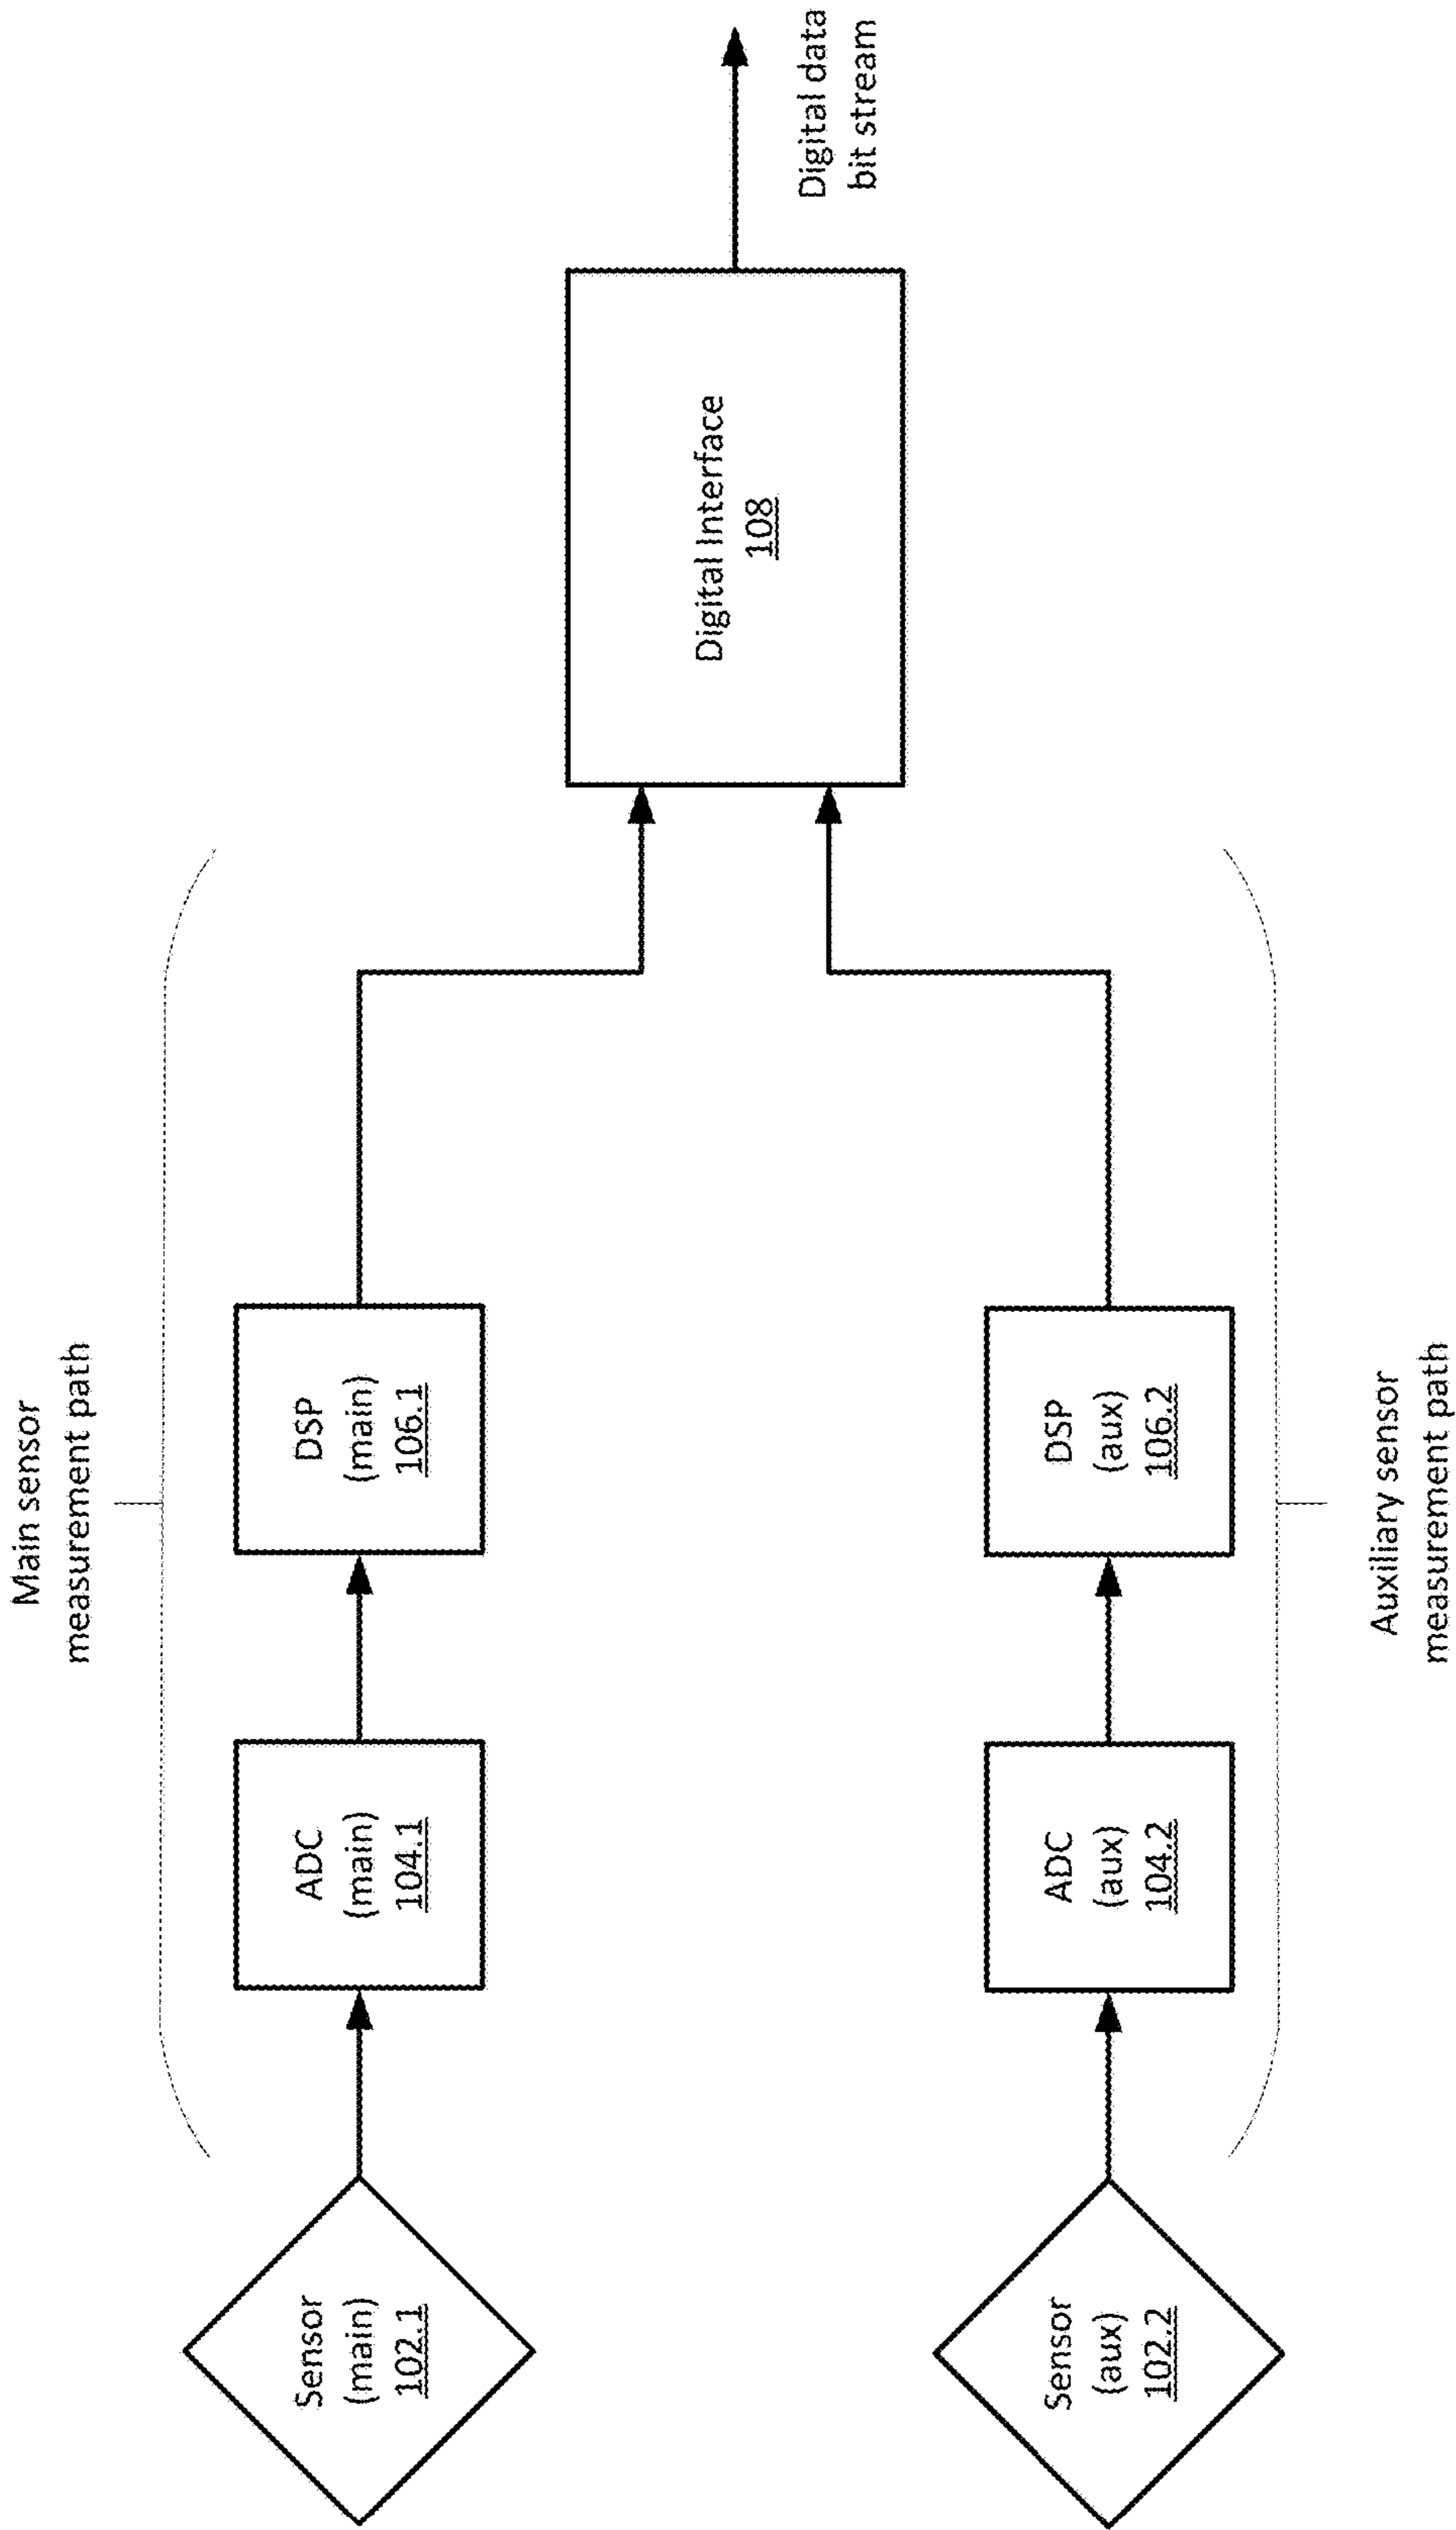 Main sensor
measurement path
Sensor
(main)
102.1
ADC
(main)
104.1
DSP
(main)
106.1
Digital Interface
108
Digital data
bit stream
Sensor
(aux)
102.2
ADC
(aux)
104.2
DSP
(aux)
106.2
Auxiliary sensor
measurement path